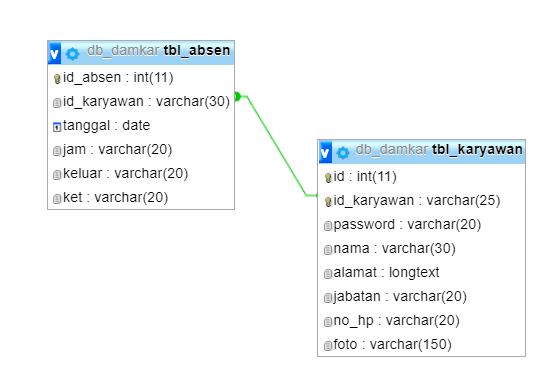 v db_damkar tbl_absen
id_absen : int(11)
id_karyawan : varchar(30)
tanggal : date
jam : varchar(20)
keluar : varchar(20)
ket : varchar(20)
v db_damkar tbl_karyawan
id : int(11)
id_karyawan : varchar(25)
password : varchar(20)
nama : varchar(30)
alamat : longtext
jabatan : varchar(20)
no_hp : varchar(20)
foto : varchar(150)